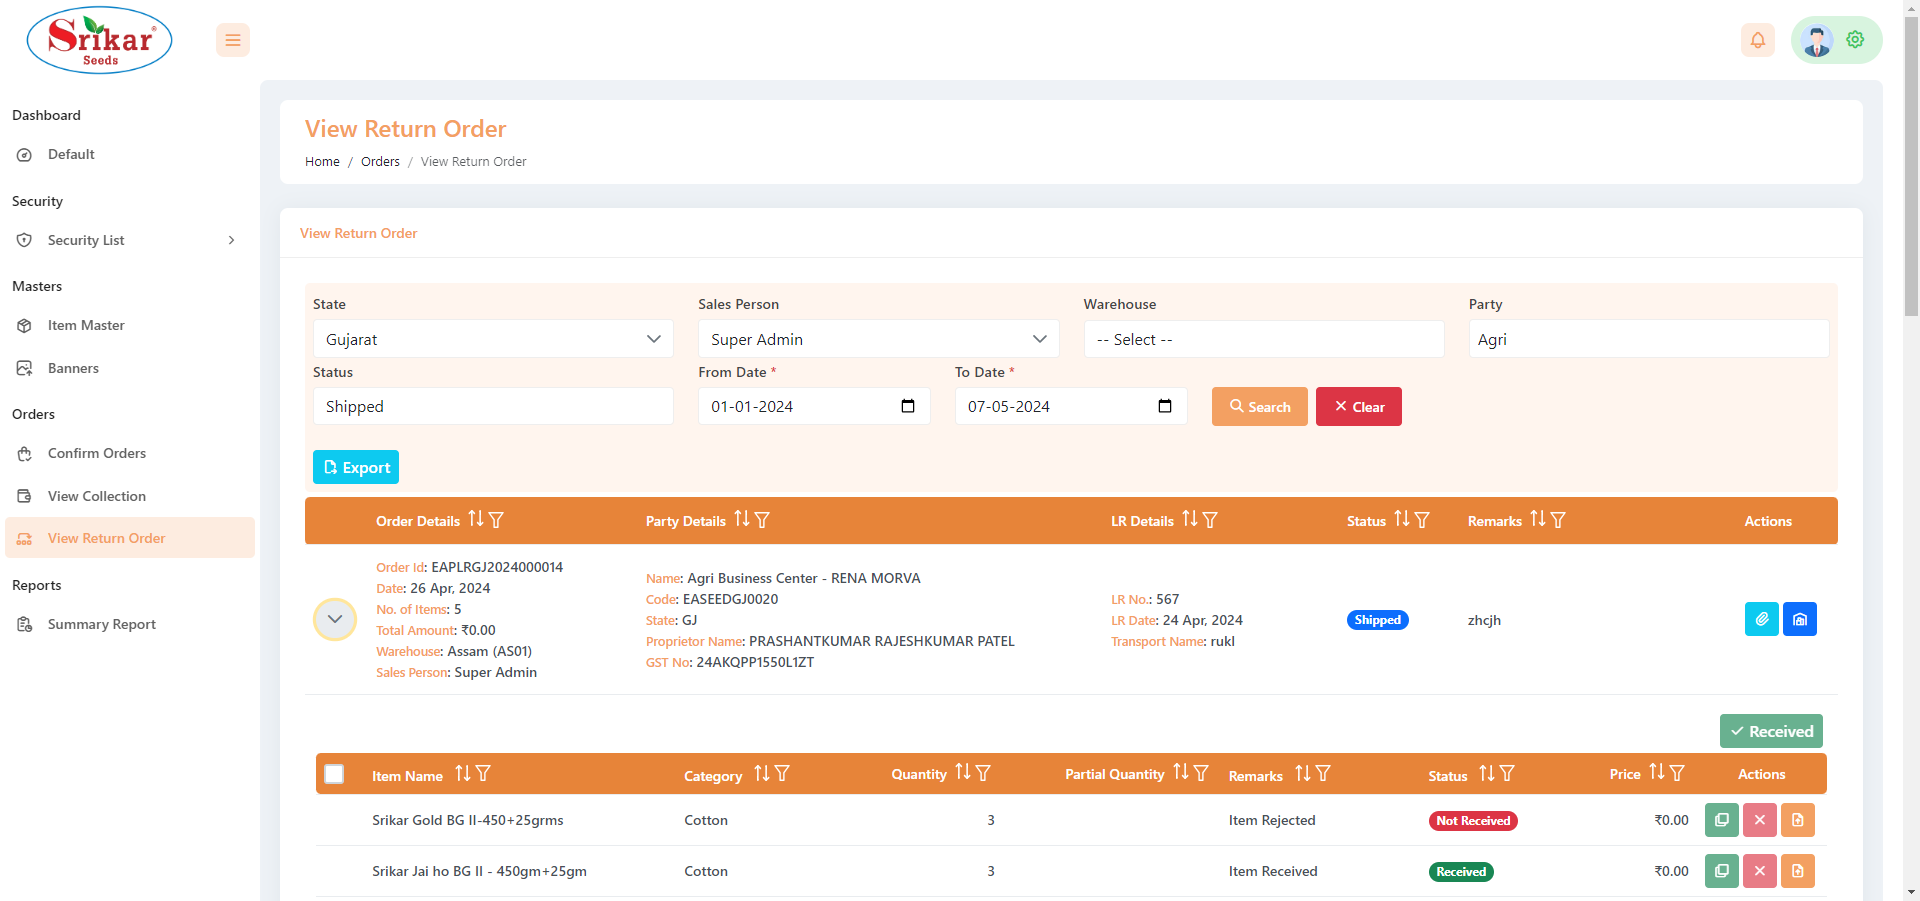 Srikar®
Seeds
View Return Order
Home / Orders / View Return Order
Dashboard
Default
Security
Security List
Masters
Item Master
Banners
Orders
Confirm Orders
View Collection
View Return Order
Reports
Summary Report
View Return Order
State
Sales Person
Warehouse
Party
Gujarat
Super Admin
-- Select --
Agri
Status
From Date *
To Date *
Shipped
01-01-2024
07-05-2024
Search
Clear
Export
Order Details
Party Details
LR Details
Status
Remarks
Actions
Order Id: EAPLRGJ2024000014
Date: 26 Apr, 2024
No. of Items: 5
Total Amount: ₹0.00
Warehouse: Assam (AS01)
Sales Person: Super Admin
Name: Agri Business Center - RENA MORVA
Code: EASEEDGJ0020
State: GJ
Proprietor Name: PRASHANTKUMAR RAJESHKUMAR PATEL
GST No: 24AKQPP1550L1ZT
LR No.: 567
LR Date: 24 Apr, 2024
Transport Name: rukl
Shipped
zhcjh
Received
Item Name
Category
Quantity
Partial Quantity
Remarks
Status
Price
Actions
Srikar Gold BG II-450+25grms
Cotton
3
Item Rejected
Not Received
₹0.00
Srikar Jai ho BG II - 450gm+25gm
Cotton
3
Item Received
Received
₹0.00